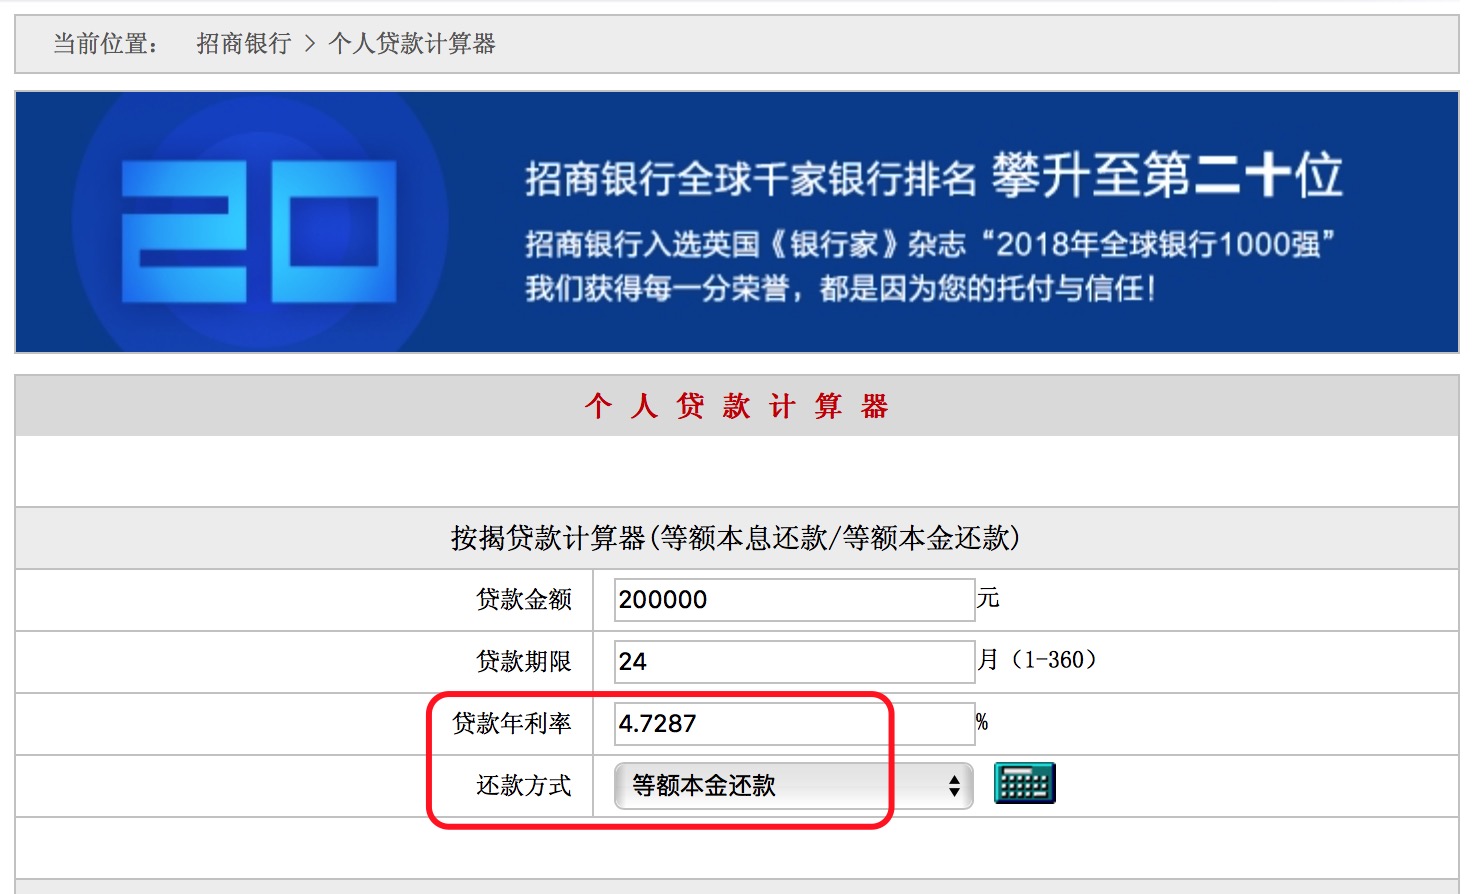 当前位置： 招商银行 > 个人贷款计算器
20
招商银行全球千家银行排名 攀升至第二十位
招商银行入选英国《银行家》杂志“2018年全球银行1000强”
我们获得每一分荣誉，都是因为您的托付与信任！
个人贷款计算器
按揭贷款计算器(等额本息还款/等额本金还款)
贷款金额 200000 元
贷款期限 24 月（1-360）
贷款年利率 4.7287 %
还款方式 等额本金还款